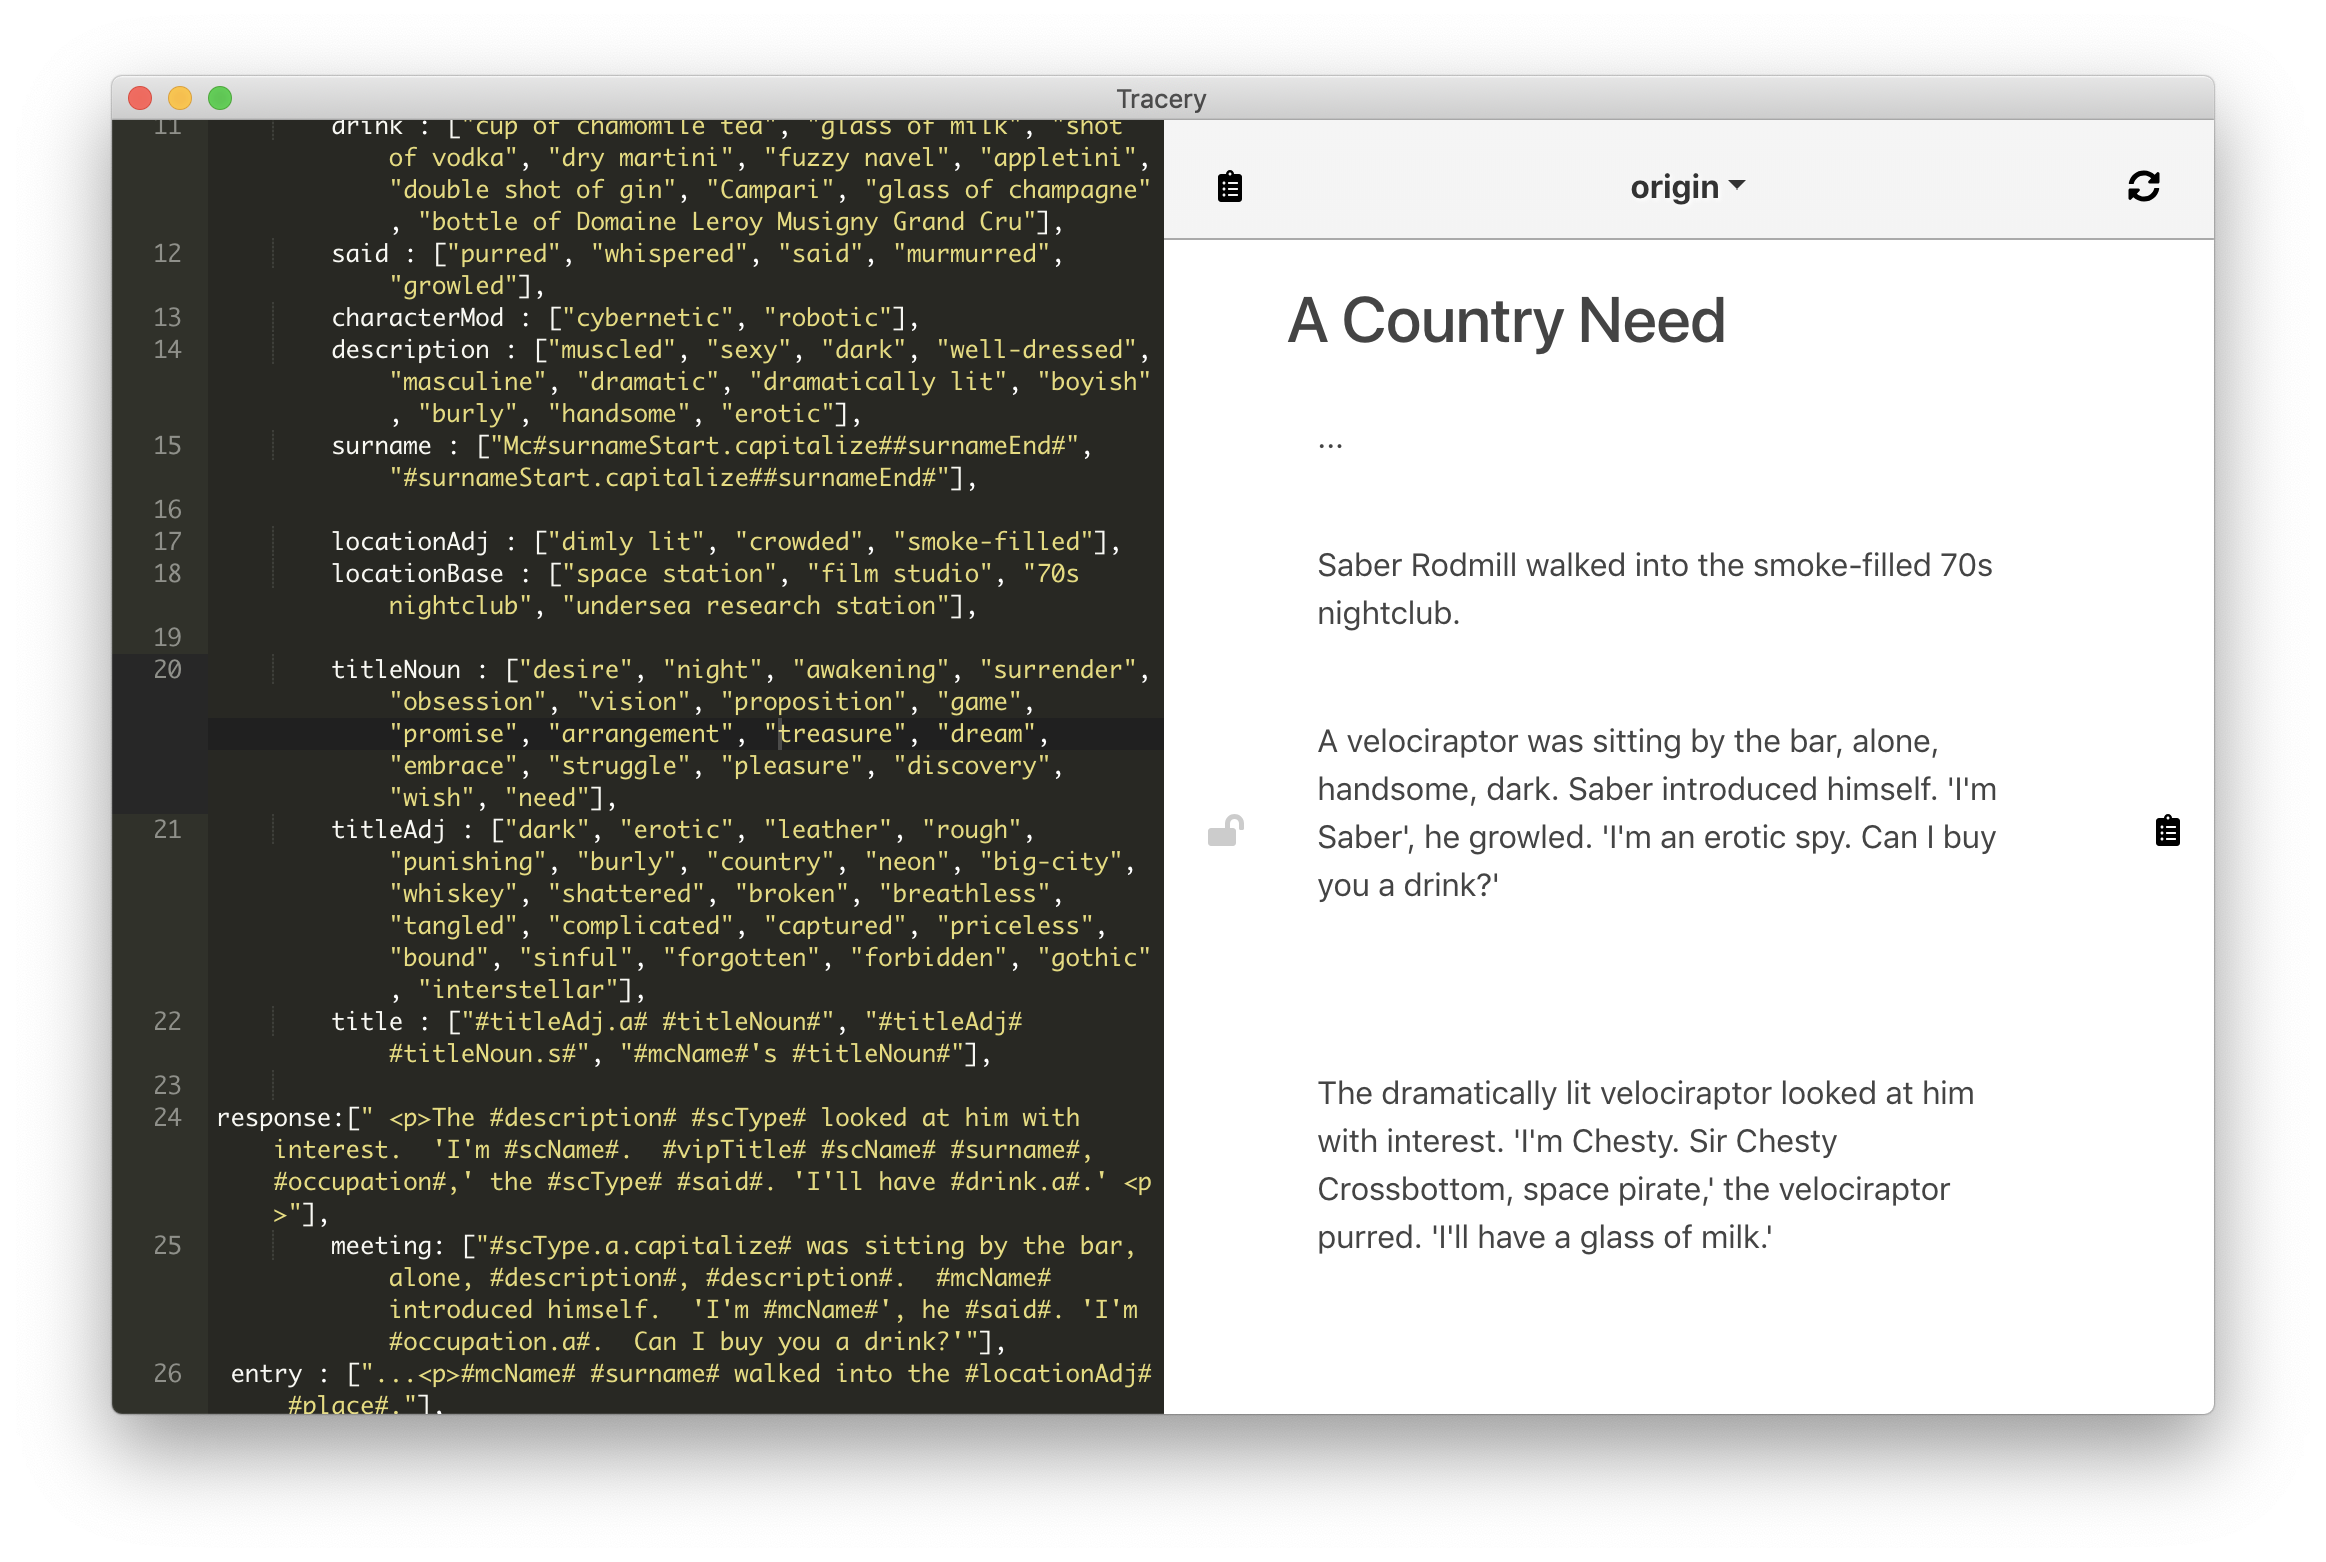 Tracery
11 drink : ["cup of chamomile tea", "glass of milk", "shot
of vodka", "dry martini", "fuzzy navel", "appletini",
"double shot of gin", "Campari", "glass of champagne"
, "bottle of Domaine Leroy Musigny Grand Cru"],
12 said : ["purred", "whispered", "said", "murmurred",
"growled"],
13 characterMod : ["cybernetic", "robotic"],
14 description : ["muscled", "sexy", "dark", "well-dressed",
"masculine", "dramatic", "dramatically lit", "boyish"
, "burly", "handsome", "erotic"],
15 surname : ["Mc#surnameStart.capitalize##surnameEnd#",
"#surnameStart.capitalize##surnameEnd#"],
16
17 locationAdj : ["dimly lit", "crowded", "smoke-filled"],
18 locationBase : ["space station", "film studio", "70s
nightclub", "undersea research station"],
19
20 titleNoun : ["desire", "night", "awakening", "surrender",
"obsession", "vision", "proposition", "game",
"promise", "arrangement", "treasure", "dream",
"embrace", "struggle", "pleasure", "discovery",
"wish", "need"],
21 titleAdj : ["dark", "erotic", "leather", "rough",
"punishing", "burly", "country", "neon", "big-city",
"whiskey", "shattered", "broken", "breathless",
"tangled", "complicated", "captured", "priceless",
"bound", "sinful", "forgotten", "forbidden", "gothic"
, "interstellar"],
22 title : ["#titleAdj.a# #titleNoun#", "#titleAdj#
#titleNoun.s#", "#mcName#'s #titleNoun#"],
23
24 response:[" <p>The #description# #scType# looked at him with
interest.  'I'm #scName#.  #vipTitle# #scName# #surname#,
#occupation#,' the #scType# #said#. 'I'll have #drink.a#.' <p
>"],
25 meeting: ["#scType.a.capitalize# was sitting by the bar,
alone, #description#, #description#.  #mcName#
introduced himself.  'I'm #mcName#', he #said#. 'I'm
#occupation.a#.  Can I buy you a drink?'"],
26 entry : ["...<p>#mcName# #surname# walked into the #locationAdj#
#place#."],
origin
A Country Need
...
Saber Rodmill walked into the smoke-filled 70s
nightclub.
A velociraptor was sitting by the bar, alone,
handsome, dark. Saber introduced himself. 'I'm
Saber', he growled. 'I'm an erotic spy. Can I buy
you a drink?'
The dramatically lit velociraptor looked at him
with interest. 'I'm Chesty. Sir Chesty
Crossbottom, space pirate,' the velociraptor
purred. 'I'll have a glass of milk.'